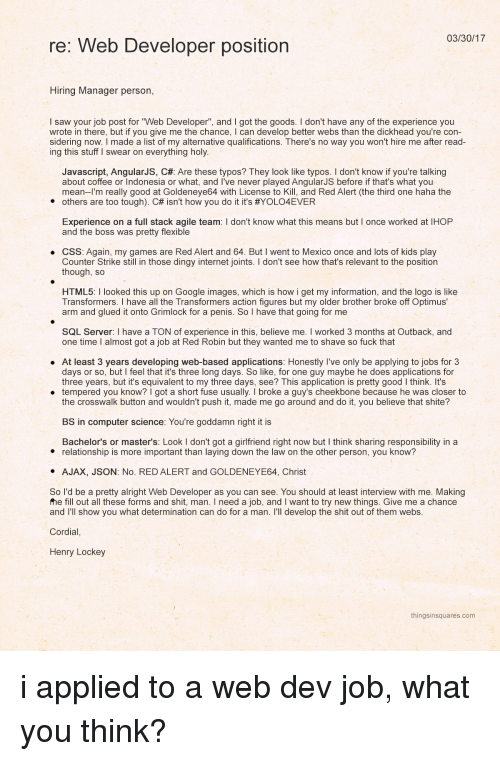 re: Web Developer position
03/30/17
Hiring Manager person,
I saw your job post for "Web Developer", and I got the goods. I don't have any of the experience you
wrote in there, but if you give me the chance, I can develop better webs than the dickhead you're con-
sidering now. I made a list of my alternative qualifications. There's no way you won't hire me after read-
ing this stuff I swear on everything holy.
Javascript, AngularJS, C#: Are these typos? They look like typos. I don't know if you're talking
about coffee or Indonesia or what, and I've never played AngularJS before if that's what you
mean--I'm really good at Goldeneye64 with License to Kill, and Red Alert (the third one haha the
• others are too tough). C# isn't how you do it it's #YOLO4EVER
Experience on a full stack agile team: I don't know what this means but I once worked at IHOP
and the boss was pretty flexible
• CSS: Again, my games are Red Alert and 64. But I went to Mexico once and lots of kids play
Counter Strike still in those dingy internet joints. I don't see how that's relevant to the position
though, so
•
HTML5: I looked this up on Google images, which is how i get my information, and the logo is like
Transformers. I have all the Transformers action figures but my older brother broke off Optimus'
arm and glued it onto Grimlock for a penis. So I have that going for me
•
SQL Server: I have a TON of experience in this, believe me. I worked 3 months at Outback, and
one time I almost got a job at Red Robin but they wanted me to shave so fuck that
• At least 3 years developing web-based applications: Honestly I've only be applying to jobs for 3
days or so, but I feel that it's three long days. So like, for one guy maybe he does applications for
three years, but it's equivalent to my three days, see? This application is pretty good I think. It's
• tempered you know? I got a short fuse usually. I broke a guy's cheekbone because he was closer to
the crosswalk button and wouldn't push it, made me go around and do it, you believe that shite?
BS in computer science: You're goddamn right it is
Bachelor's or master's: Look I don't got a girlfriend right now but I think sharing responsibility in a
• relationship is more important than laying down the law on the other person, you know?
• AJAX, JSON: No. RED ALERT and GOLDENEYE64, Christ
So I'd be a pretty alright Web Developer as you can see. You should at least interview with me. Making
me fill out all these forms and shit, man. I need a job, and I want to try new things. Give me a chance
and I'll show you what determination can do for a man. I'll develop the shit out of them webs.
Cordial,
Henry Lockey
thingsinsquares.com
i applied to a web dev job, what
you think?